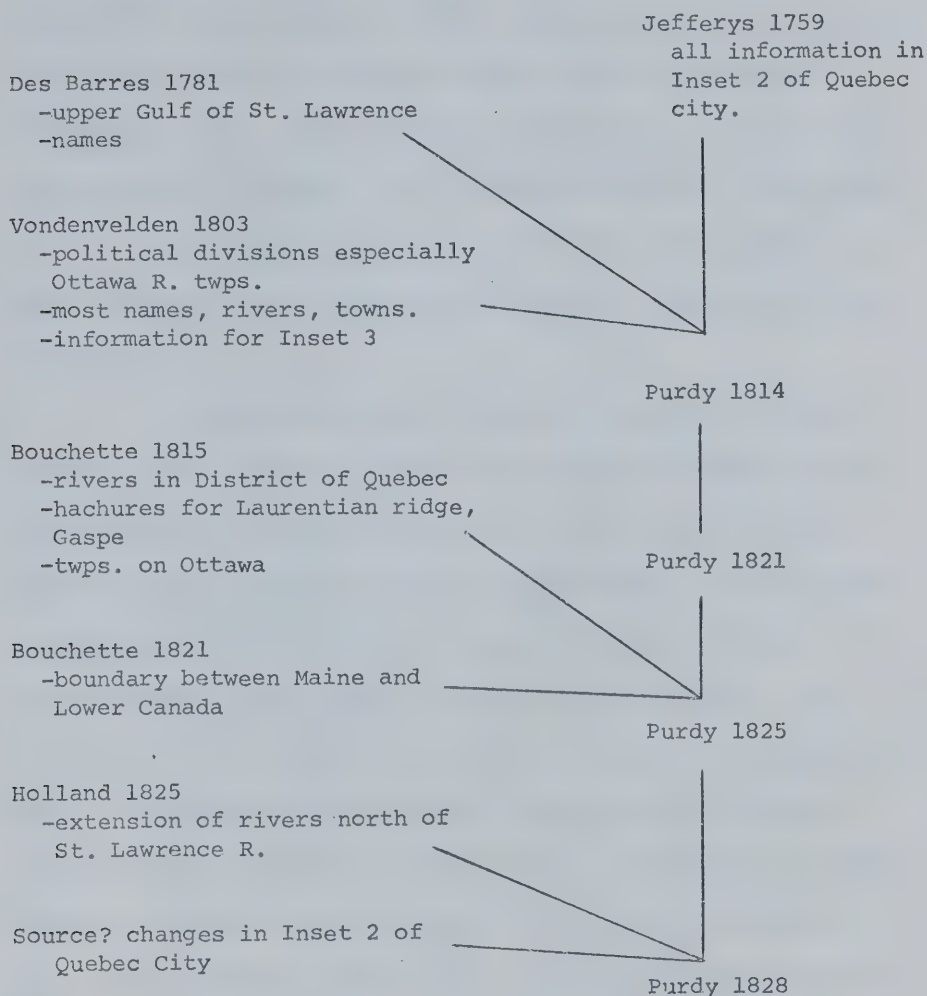 Jefferys 1759
all information in
Inset 2 of Quebec
city.
Des Barres 1781
-upper Gulf of St. Lawrence
-names
Vondenvelden 1803
-political divisions especially
Ottawa R. twps.
-most names, rivers, towns.
-information for Inset 3
Purdy 1814
Bouchette 1815
-rivers in District of Quebec
-hachures for Laurentian ridge,
Gaspe
-twps. on Ottawa
Purdy 1821
Bouchette 1821
-boundary between Maine and
Lower Canada
Purdy 1825
Holland 1825
-extension of rivers north of
St. Lawrence R.
Source? changes in Inset 2 of
Quebec City
Purdy 1828